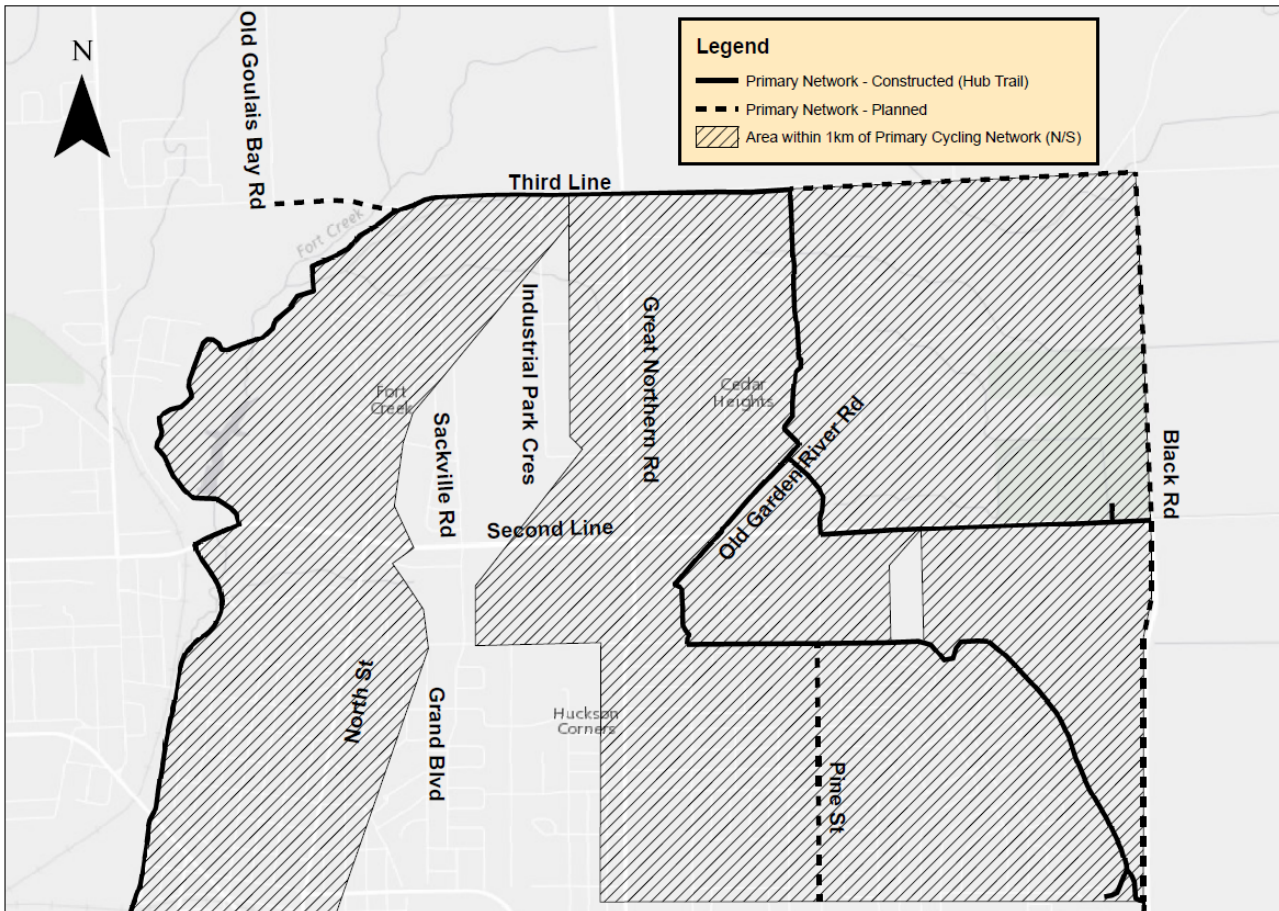 N
Old Goulais Bay Rd
Legend
Primary Network - Constructed (Hub Trail)
Primary Network - Planned
Area within 1km of Primary Cycling Network (N/S)
Third Line
Fort Creek
Industrial Park Cres
Great Northern Rd
Fort
Creek
Cedar
Heights
Sackville Rd
Old Garden River Rd
Black Rd
Second Line
North St
Grand Blvd
Huckson
Corners
Pine St